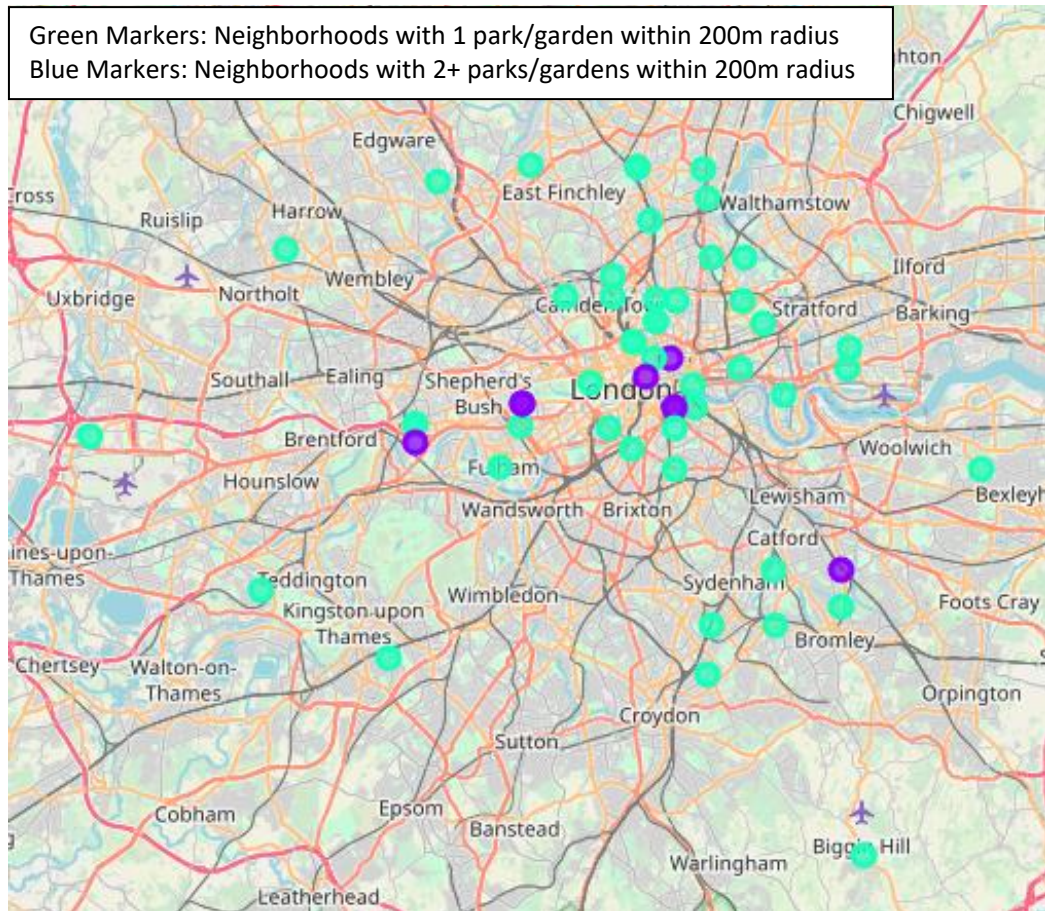 Green Markers: Neighborhoods with 1 park/garden within 200m radius
Blue Markers: Neighborhoods with 2+ parks/gardens within 200m radius
Chigwell
Edgware
East Finchley
Walthamstow
Harrow
Ruislip
Ilford
Wembley
Northolt
Uxbridge
Camden
Stratford
Barking
Southall
Ealing
Shepherd's
Bush
London
Brentford
Woolwich
Fulham
Hounslow
Lewisham
Wandsworth
Brixton
Catford
Thames
Teddington
Sydenham
Wimbledon
Foots Cray
Kingston upon
Thames
Bromley
Chertsey
Walton-on-
Thames
Orpington
Croydon
Sutton
Epsom
Cobham
Banstead
Biggin Hill
Warlingham
Leatherhead